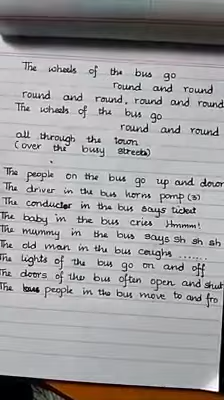 The wheels of the bus go
round and round
round and round, round and round
The wheels of the bus go
round and round
all through the town
(over the busy streets)
The people on the bus go up and down
The driver in the bus horns pomp (3)
The conductor in the bus says ticket
The baby in the bus cries Hmmm!
The mummy in the bus says sh sh sh
The old man in the bus coughs .......
The lights of the bus go on and off
The doors of the bus often open and shut
The people in the bus move to and fro